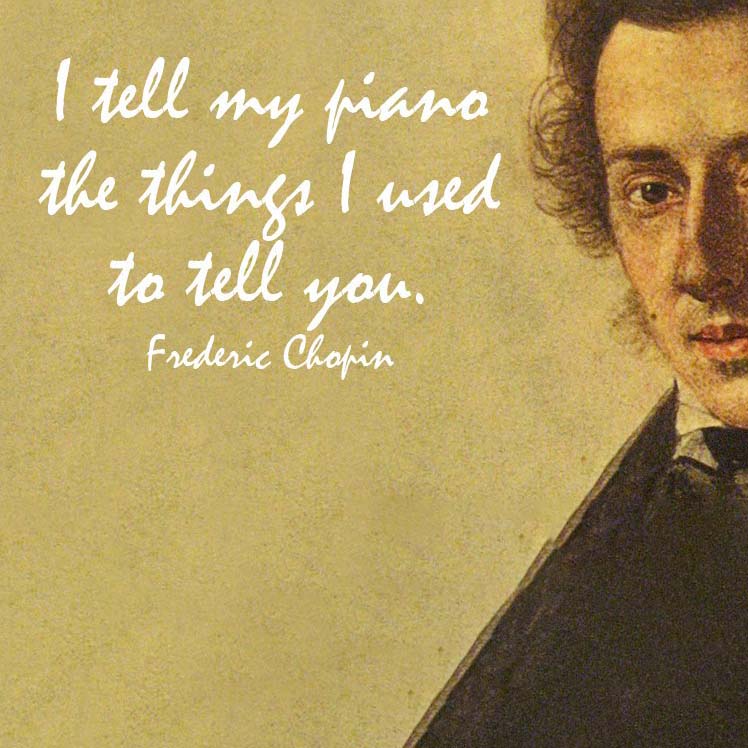 I tell my piano
the things I used
to tell you.
Frederic Chopin